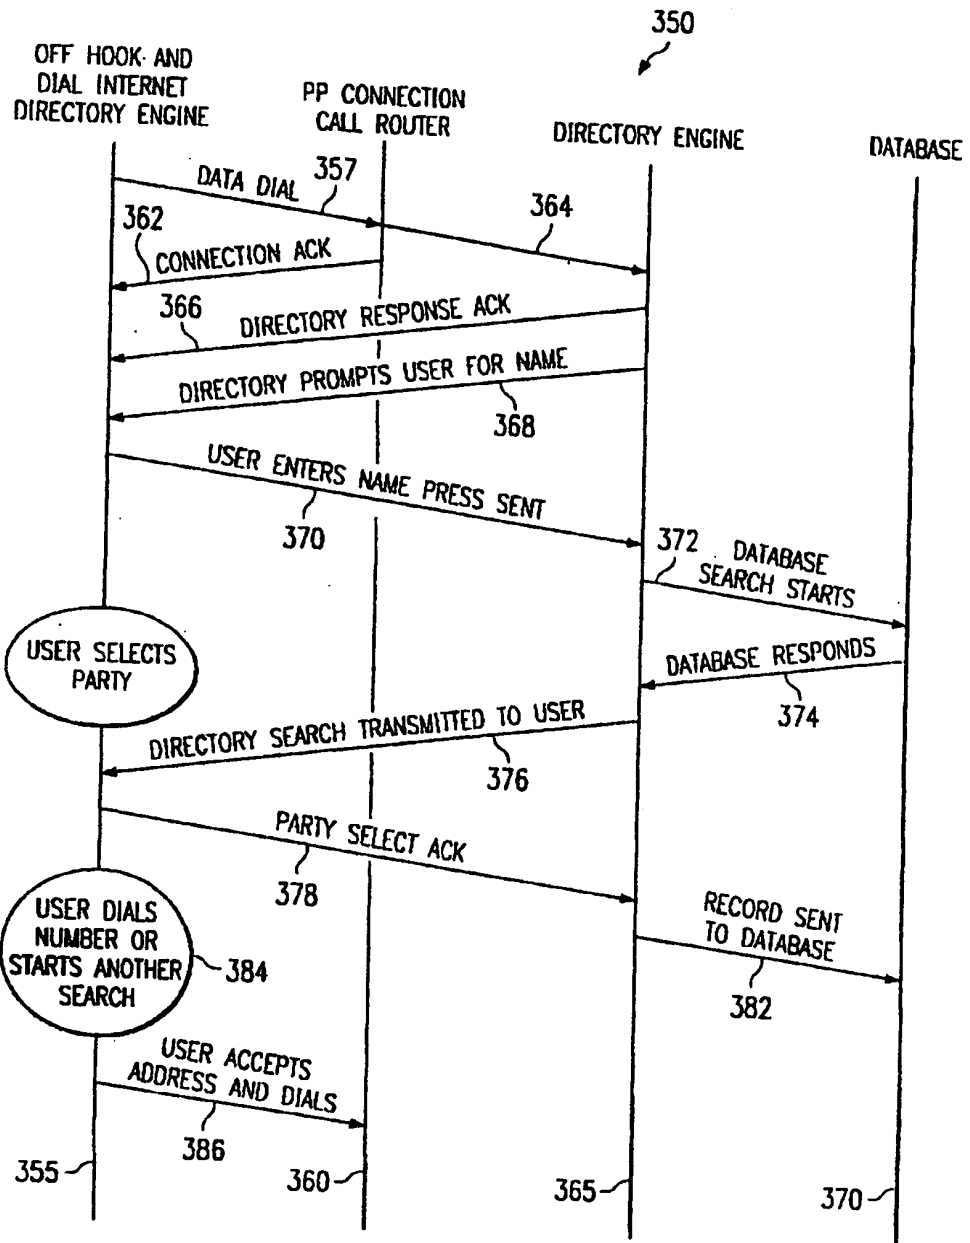 350
OFF HOOK AND
DIAL INTERNET
DIRECTORY ENGINE
PP CONNECTION
CALL ROUTER
DIRECTORY ENGINE
DATABASE
DATA DIAL
357
364
362
CONNECTION ACK
366
DIRECTORY RESPONSE ACK
DIRECTORY PROMPTS USER FOR NAME
368
USER ENTERS NAME PRESS SENT
370
372
DATABASE
SEARCH STARTS
USER SELECTS
PARTY
DATABASE RESPONDS
374
DIRECTORY SEARCH TRANSMITTED TO USER
376
PARTY SELECT ACK
378
USER DIALS
NUMBER OR
STARTS ANOTHER
SEARCH
384
RECORD SENT
TO DATABASE
382
USER ACCEPTS
ADDRESS AND DIALS
386
355
360
365
370